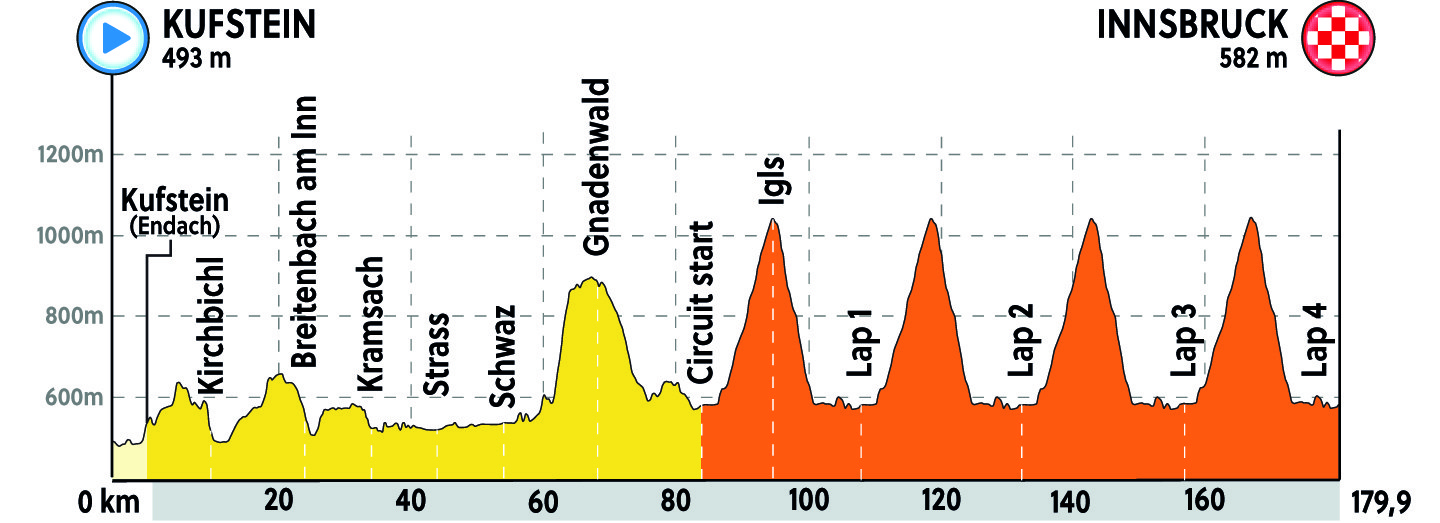 KUFSTEIN
493 m
INNSBRUCK
582 m
1200m
1000m
800m
600m
Kufstein
(Endach)
Kirchbichl
Breitenbach am Inn
Kramsach
Strass
Schwaz
Gnadenwald
Circuit start
Igls
Lap 1
Lap 2
Lap 3
Lap 4
0 km
20
40
60
80
100
120
140
160
179,9